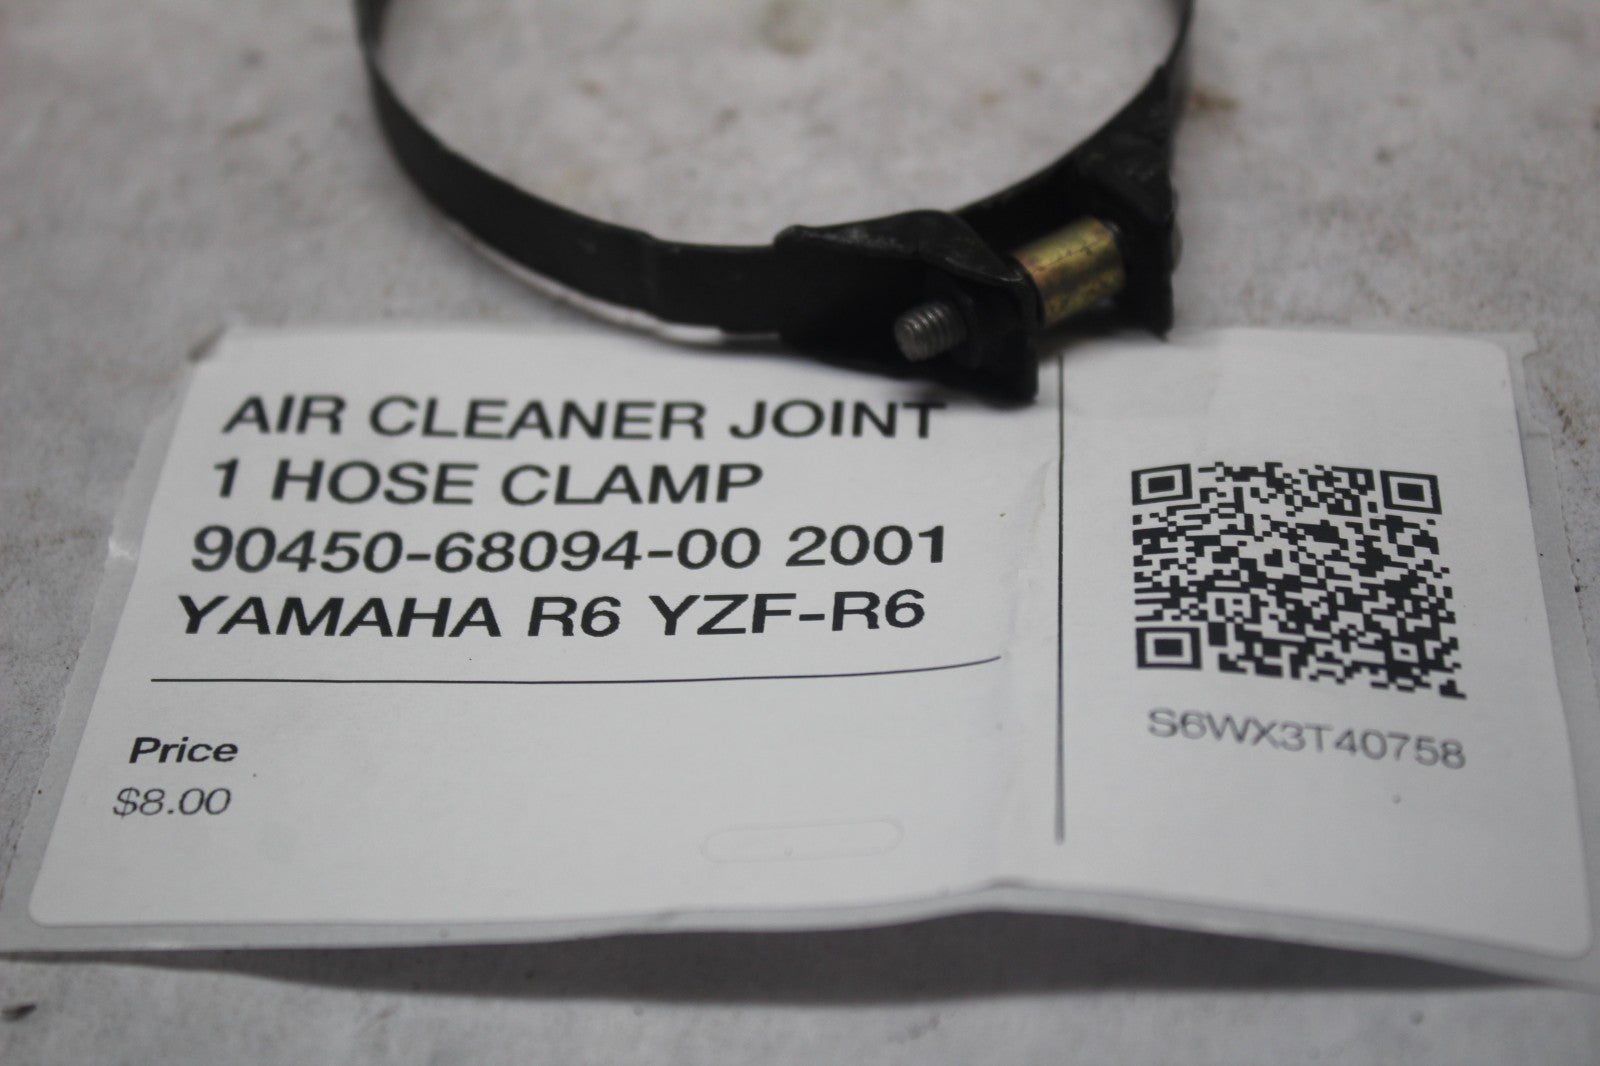 AIR CLEANER JOINT
1 HOSE CLAMP
90450-68094-00 2001
YAMAHA R6 YZF-R6
Price
$8.00
S6WX3T40758